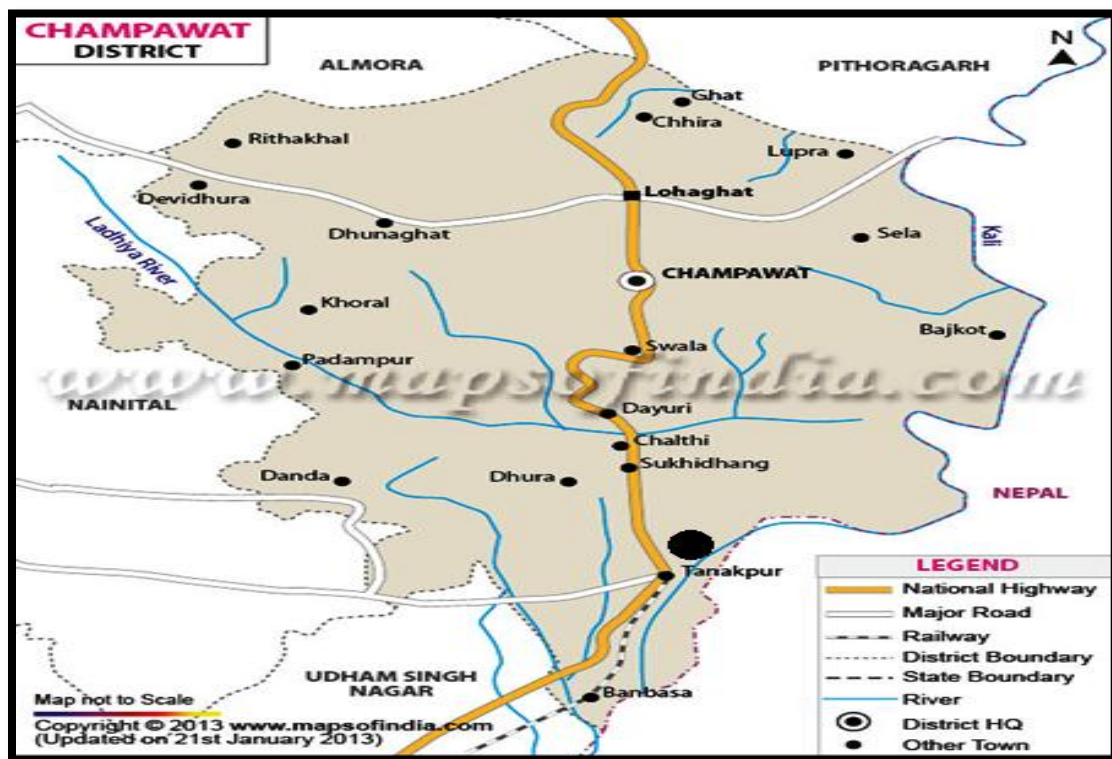 CHAMPAWAT
DISTRICT
ALMORA
PITHORAGARH
N
Ghat
Chhira
Rithakhal
Lupra
Devidhura
Lohaghat
Dhunaghat
Sela
Kali
Ladhiya River
CHAMPAWAT
Khoral
Bajkot
Swala
Padampur
www.mapsofindia.com
NAINITAL
Dayuri
Chalthi
Sukhidhang
Danda
Dhura
NEPAL
Tanakpur
UDHAM SINGH
NAGAR
Banbasa
LEGEND
National Highway
Major Road
Railway
District Boundary
State Boundary
River
District HQ
Other Town
Map not to Scale
Copyright © 2013 www.mapsofindia.com
(Updated on 21st January 2013)